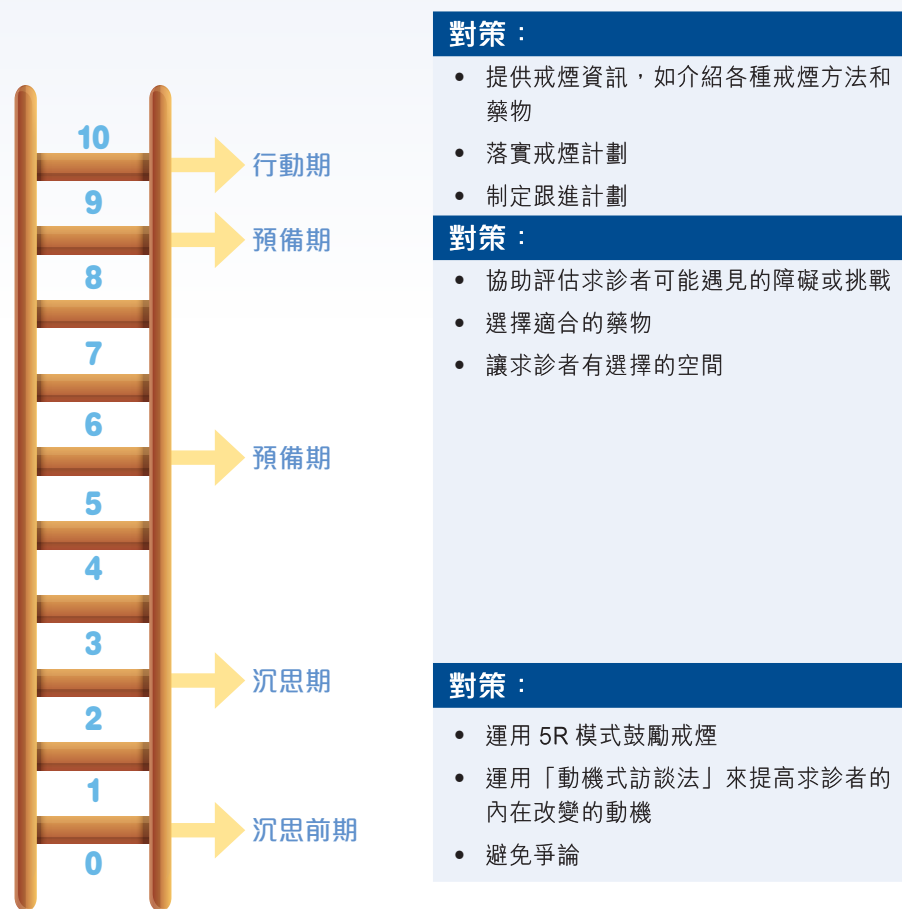 對策：
• 提供戒煙資訊，如介紹各種戒煙方法和
藥物
• 落實戒煙計劃
• 制定跟進計劃
對策：
• 協助評估求診者可能遇見的障礙或挑戰
• 選擇適合的藥物
• 讓求診者有選擇的空間
對策：
• 運用 5R 模式鼓勵戒煙
• 運用「動機式訪談法」來提高求診者的
內在改變的動機
• 避免爭論
10
行動期
9
預備期
8
7
6
預備期
5
4
3
沉思期
2
1
沉思前期
0